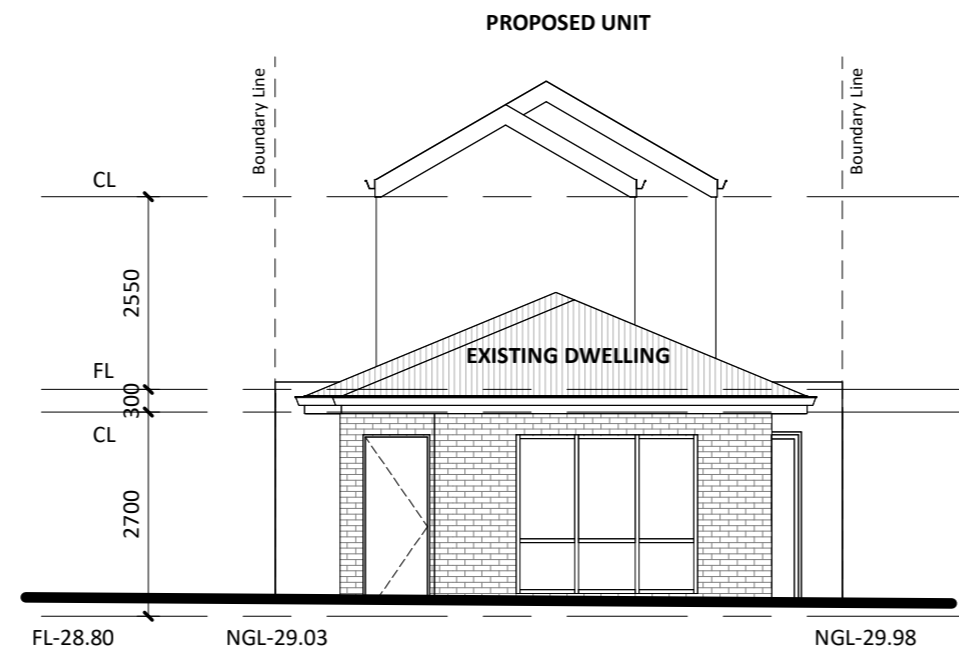 PROPOSED UNIT
Boundary Line
Boundary Line
CL
2550
FL
300
CL
2700
EXISTING DWELLING
FL-28.80
NGL-29.03
NGL-29.98